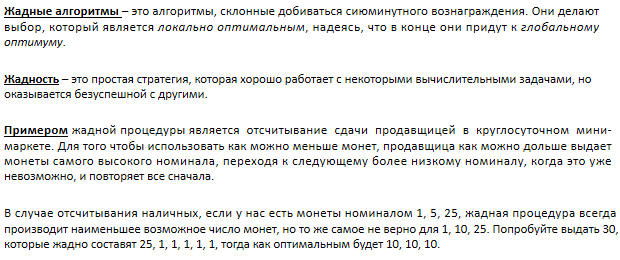 Жадные алгоритмы – это алгоритмы, склонные добиваться сиюминутного вознаграждения. Они делают
выбор, который является локально оптимальным, надеясь, что в конце они придут к глобальному
оптимуму.
Жадность – это простая стратегия, которая хорошо работает с некоторыми вычислительными задачами, но
оказывается безуспешной с другими.
Примером жадной процедуры является отсчитывание сдачи продавщицей в круглосуточном мини-
маркете. Для того чтобы использовать как можно меньше монет, продавщица как можно дольше выдает
монеты самого высокого номинала, переходя к следующему более низкому номиналу, когда это уже
невозможно, и повторяет все сначала.
В случае отсчитывания наличных, если у нас есть монеты номиналом 1, 5, 25, жадная процедура всегда
производит наименьшее возможное число монет, но то же самое не верно для 1, 10, 25. Попробуйте выдать 30,
которые жадно составят 25, 1, 1, 1, 1, 1, тогда как оптимальным будет 10, 10, 10.